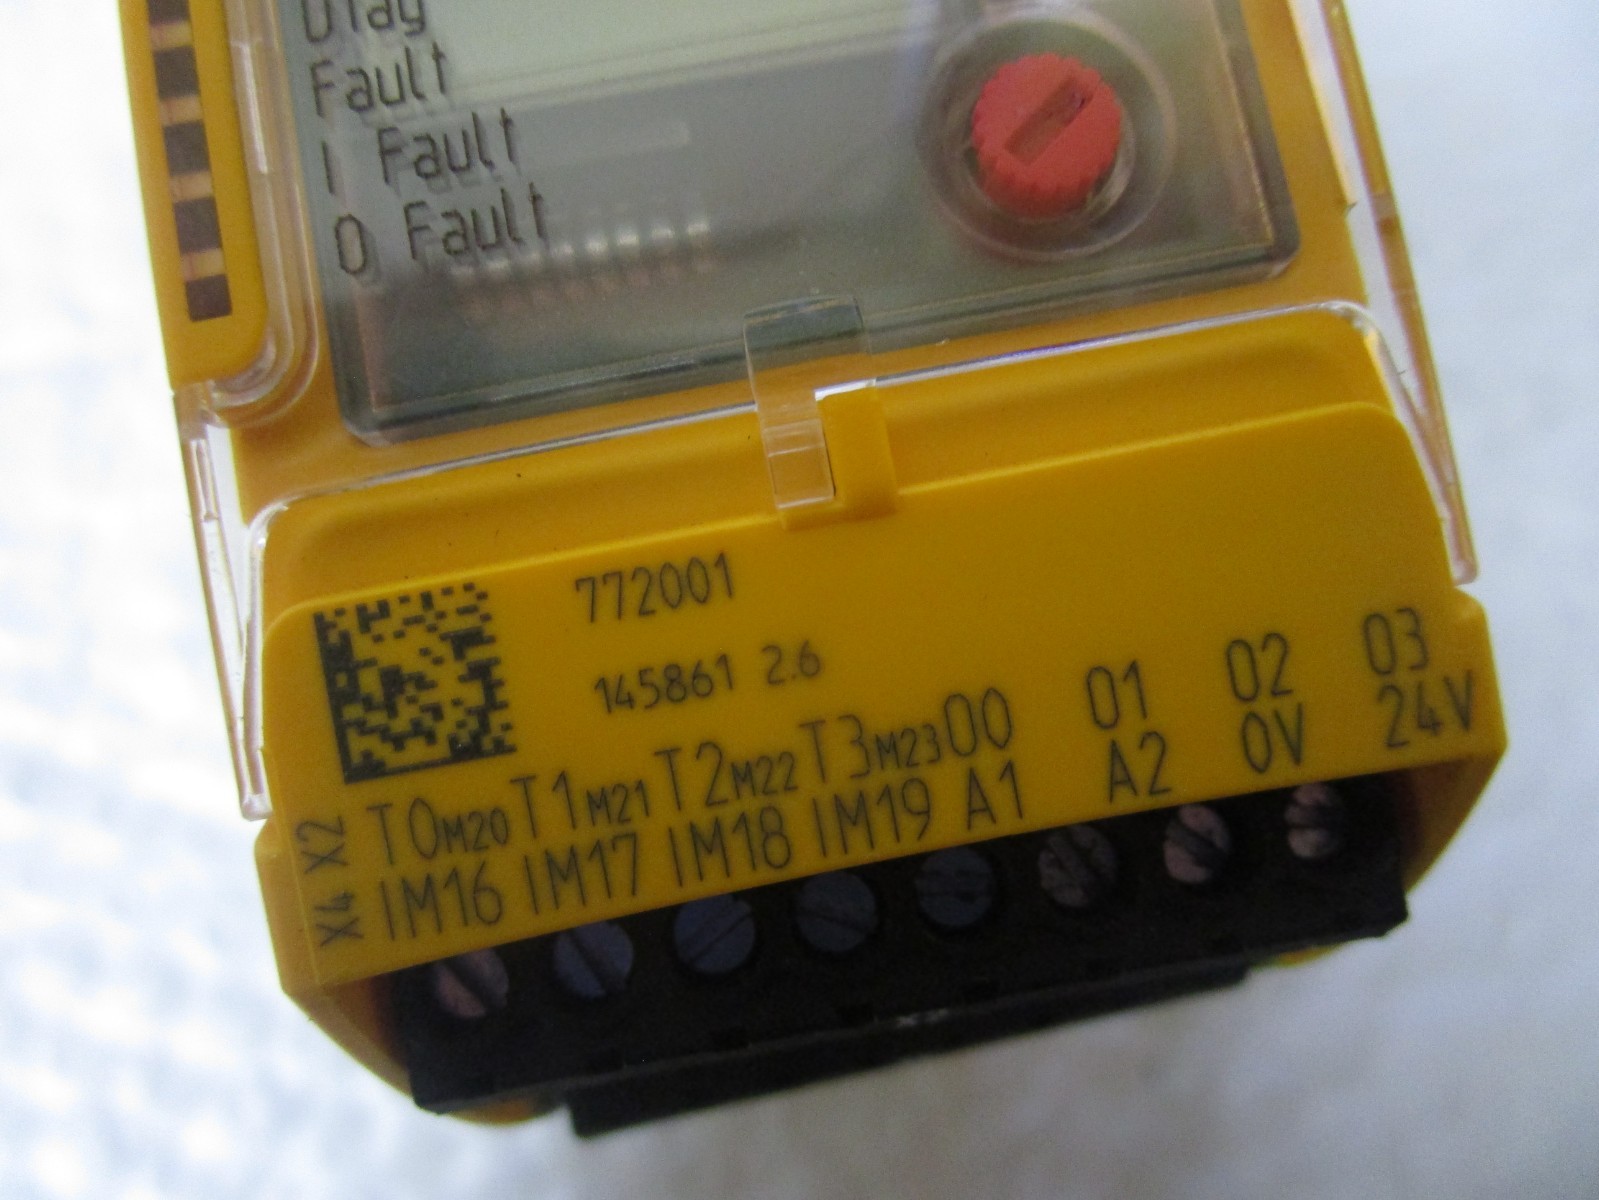 Diag
Fault
I Fault
O Fault
772001
145861 2.6
X2 T0M20 T1M21 T2M22 T3M23 O0 O1 O2 O3
X4 IM16 IM17 IM18 IM19 A1 A2 0V 24V